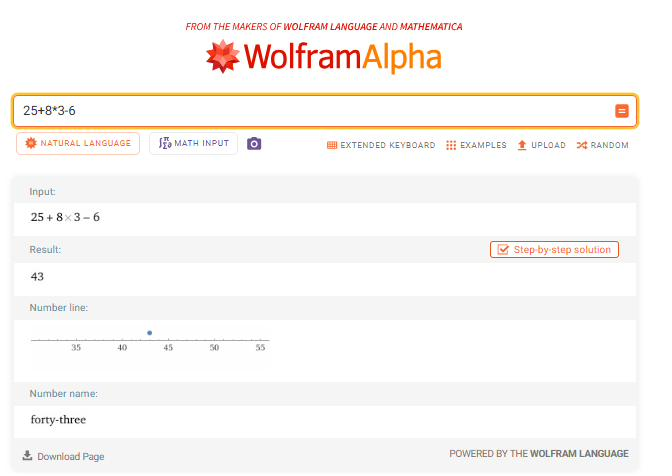 FROM THE MAKERS OF WOLFRAM LANGUAGE AND MATHEMATICA
WolframAlpha
25+8*3-6
NATURAL LANGUAGE
MATH INPUT
EXTENDED KEYBOARD
EXAMPLES
UPLOAD
RANDOM
Input:
25 + 8×3 – 6
Result:
Step-by-step solution
43
Number line:
35 40 45 50 55
Number name:
forty-three
Download Page
POWERED BY THE WOLFRAM LANGUAGE